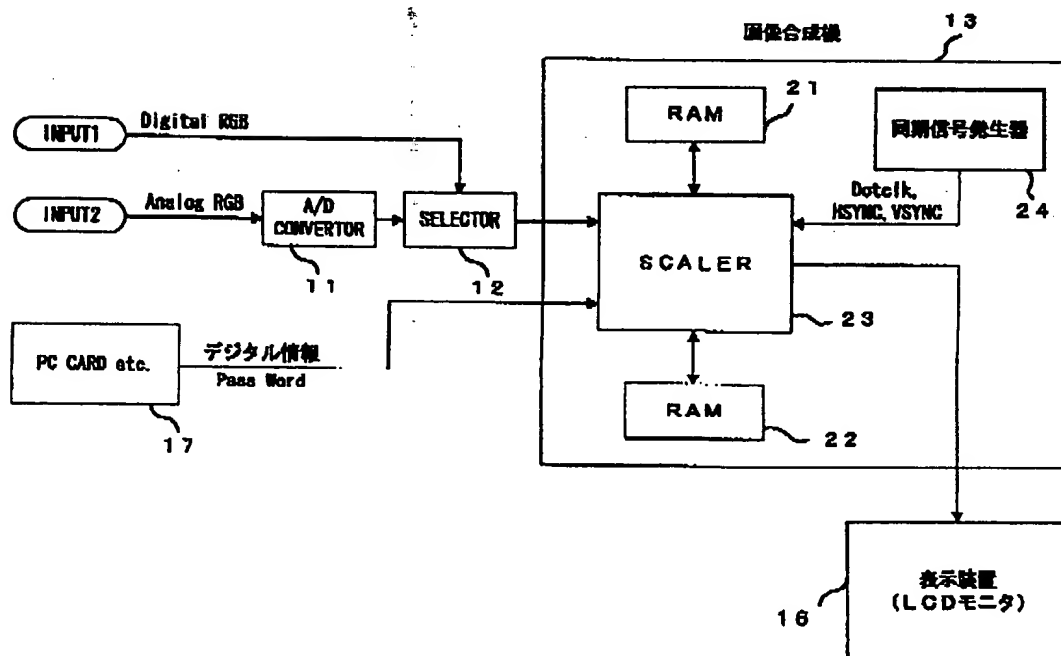 画像合成機
13
RAM
21
同期信号発生器
24
INPUT1
Digital RGB
INPUT2
Analog RGB
A/D
CONVERTOR
11
SELECTOR
12
Dotclk,
HSYNC, VSYNC
SCALER
23
PC CARD etc.
17
デジタル情報
Pass Word
RAM
22
表示装置
(LCDモニタ)
16